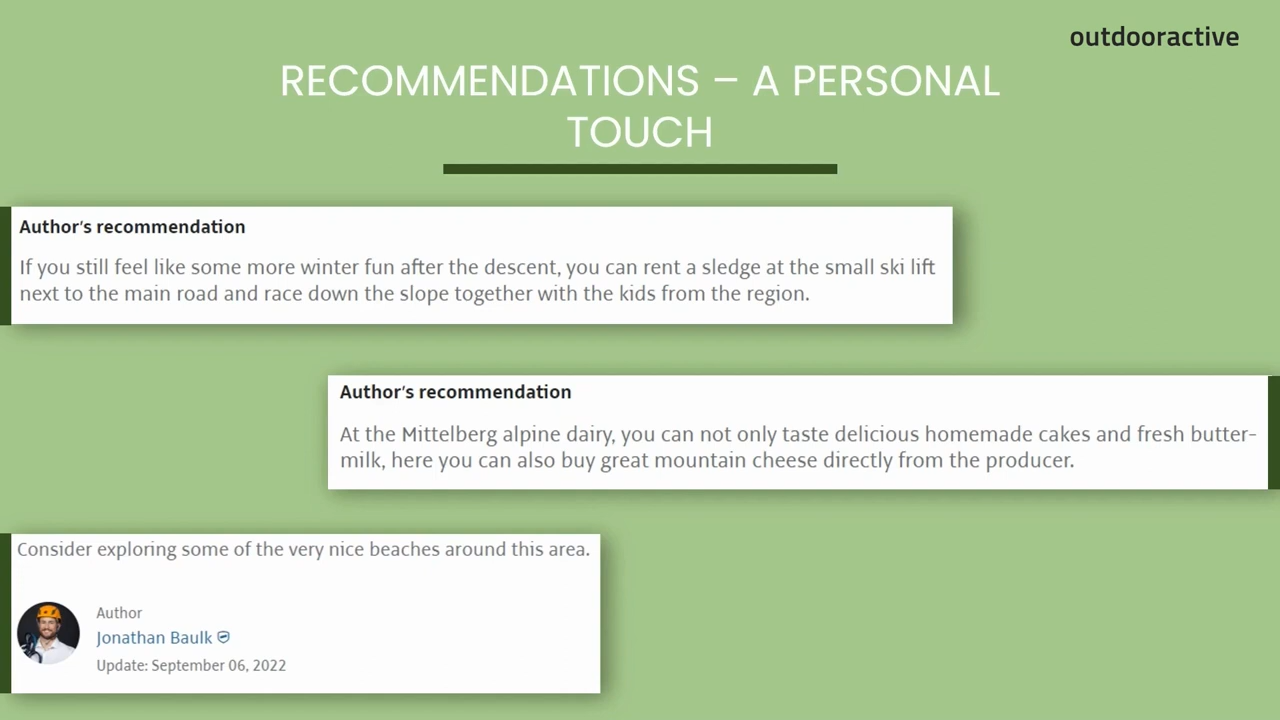 outdooractive
RECOMMENDATIONS – A PERSONAL
TOUCH
Author's recommendation
If you still feel like some more winter fun after the descent, you can rent a sledge at the small ski lift
next to the main road and race down the slope together with the kids from the region.
Author's recommendation
At the Mittelberg alpine dairy, you can not only taste delicious homemade cakes and fresh butter-
milk, here you can also buy great mountain cheese directly from the producer.
Consider exploring some of the very nice beaches around this area.
Author
Jonathan Baulk
Update: September 06, 2022